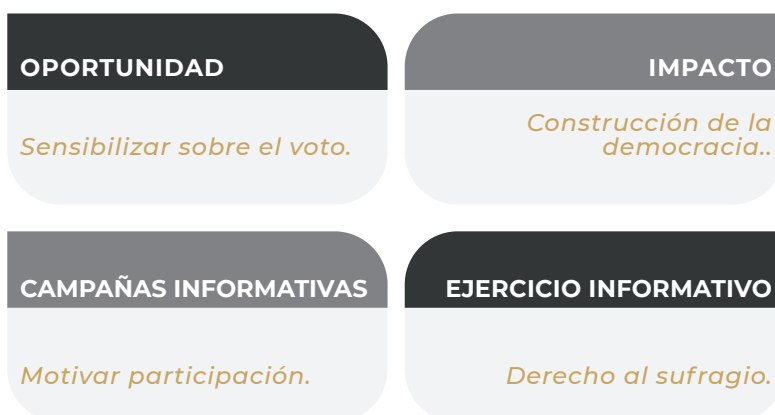 OPORTUNIDAD
Sensibilizar sobre el voto.
IMPACTO
Construcción de la
democracia..
CAMPAÑAS INFORMATIVAS
Motivar participación.
EJERCICIO INFORMATIVO
Derecho al sufragio.